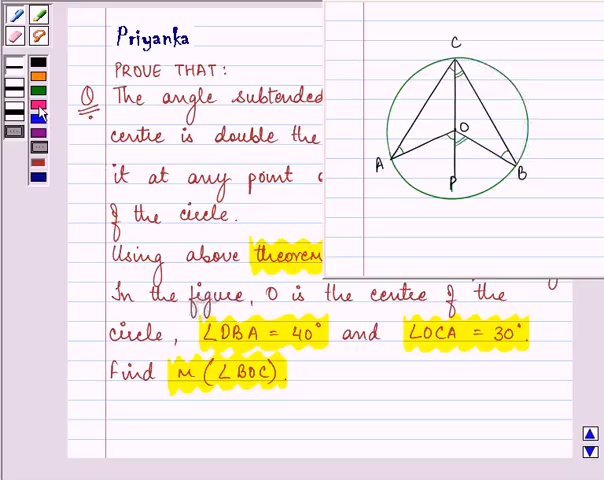 Priyanka
PROVE THAT :
Q The angle subtended
centre is double the
it at any point
of the circle.
Using above theorem
In the figure, O is the centre of the
circle, ∠OBA = 40° and ∠OCA = 30°.
Find m (∠BOC).
C
O
A
B
P